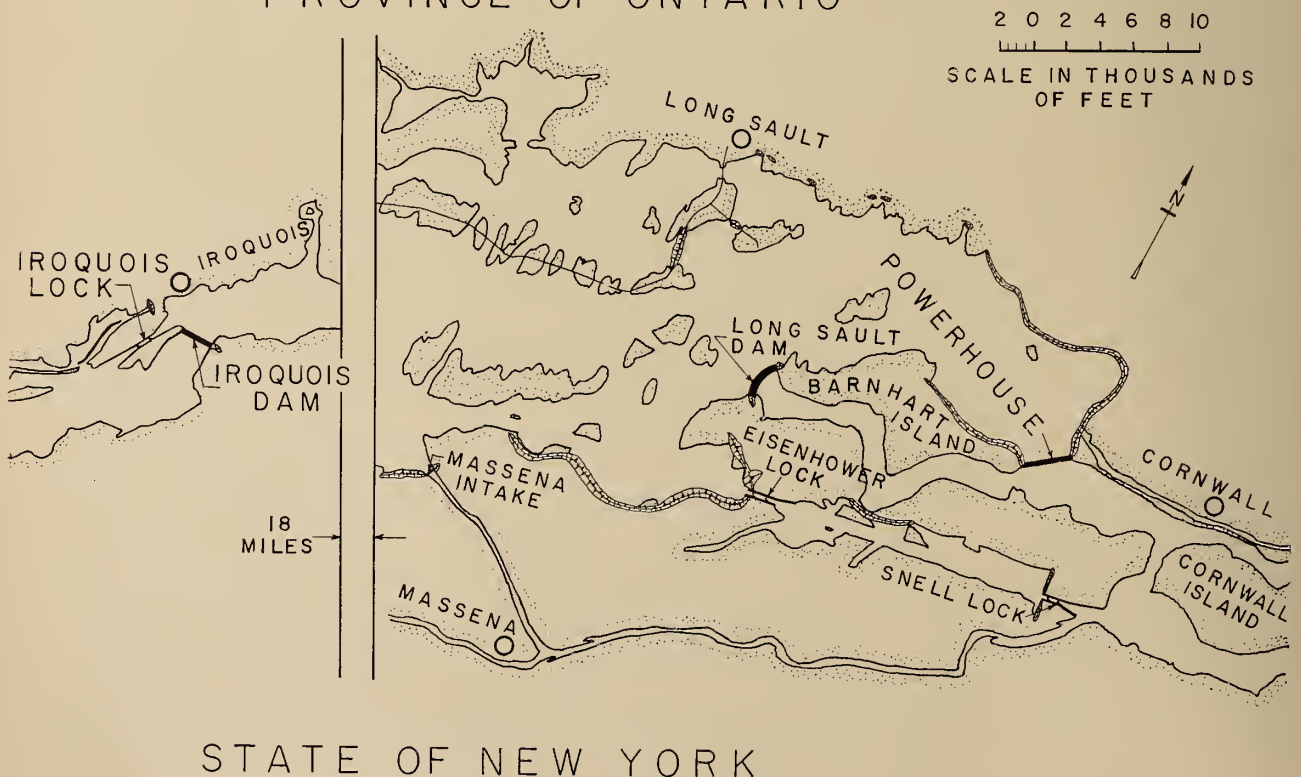 PROVINCE OF ONTARIO
2 0 2 4 6 8 10
SCALE IN THOUSANDS
OF FEET
N
LONG SAULT
IROQUOIS
IROQUOIS
LOCK
IROQUOIS
DAM
18
MILES
POWERHOUSE
LONG SAULT
DAM
BARNHART
ISLAND
EISENHOWER
LOCK
MASSENA
INTAKE
CORNWALL
CORNWALL
ISLAND
SNELL LOCK
MASSENA
STATE OF NEW YORK